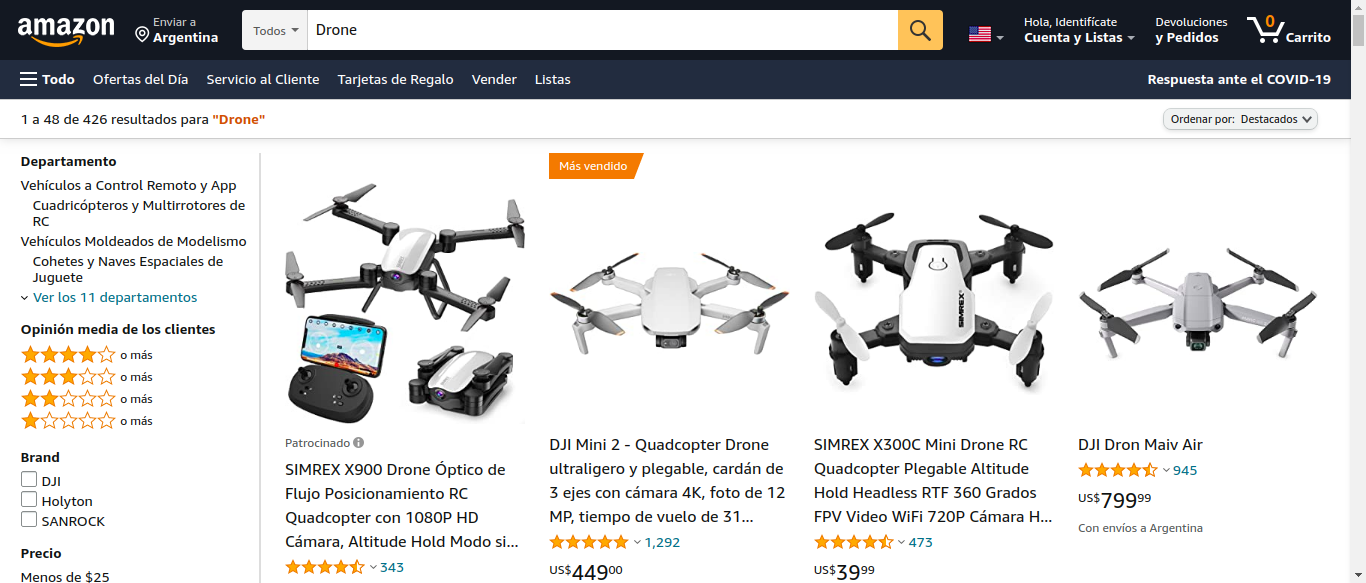 amazon
Enviar a
Argentina
Todos
Drone
Hola, Identifícate
Cuenta y Listas
Devoluciones
y Pedidos
0
Carrito
Todo
Ofertas del Día
Servicio al Cliente
Tarjetas de Regalo
Vender
Listas
Respuesta ante el COVID-19
1 a 48 de 426 resultados para "Drone"
Ordenar por: Destacados
Departamento
Vehículos a Control Remoto y App
Cuadricópteros y Multirrotores de
RC
Vehículos Moldeados de Modelismo
Cohetes y Naves Espaciales de
Juguete
Ver los 11 departamentos
Opinión media de los clientes
o más
o más
o más
o más
Brand
DJI
Holyton
SANROCK
Precio
Menos de $25
Patrocinado
SIMREX X900 Drone Óptico de
Flujo Posicionamiento RC
Quadcopter con 1080P HD
Cámara, Altitude Hold Modo si...
343
Más vendido
DJI Mini 2 - Quadcopter Drone
ultraligero y plegable, cardán de
3 ejes con cámara 4K, foto de 12
MP, tiempo de vuelo de 31...
1,292
US$44900
SIMREX
SIMREX X300C Mini Drone RC
Quadcopter Plegable Altitude
Hold Headless RTF 360 Grados
FPV Video WiFi 720P Cámara H...
473
US$3999
DJI Dron Maiv Air
945
US$79999
Con envíos a Argentina